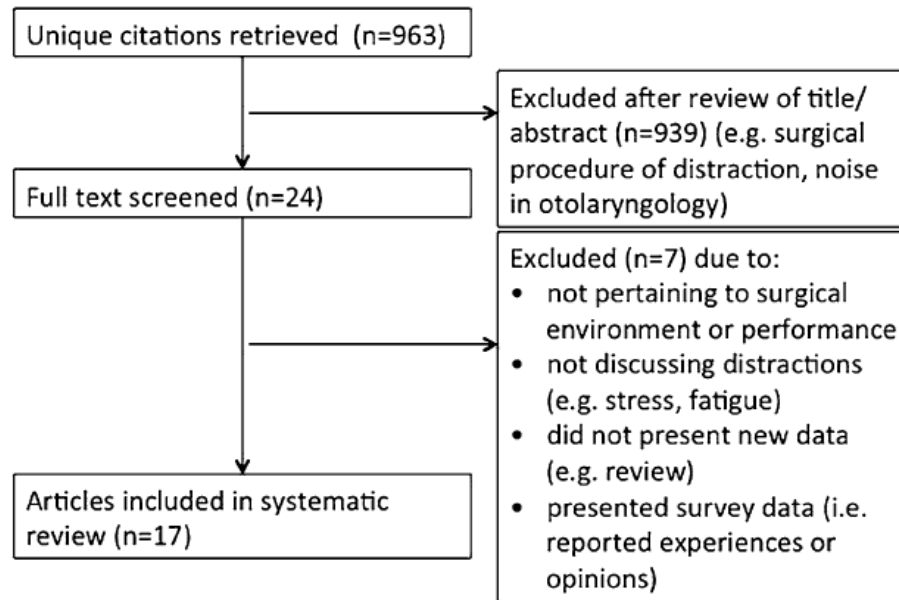 Unique citations retrieved (n=963)
Excluded after review of title/
abstract (n=939) (e.g. surgical
procedure of distraction, noise
in otolaryngology)
Full text screened (n=24)
Excluded (n=7) due to:
• not pertaining to surgical
environment or performance
• not discussing distractions
(e.g. stress, fatigue)
• did not present new data
(e.g. review)
• presented survey data (i.e.
reported experiences or
opinions)
Articles included in systematic
review (n=17)